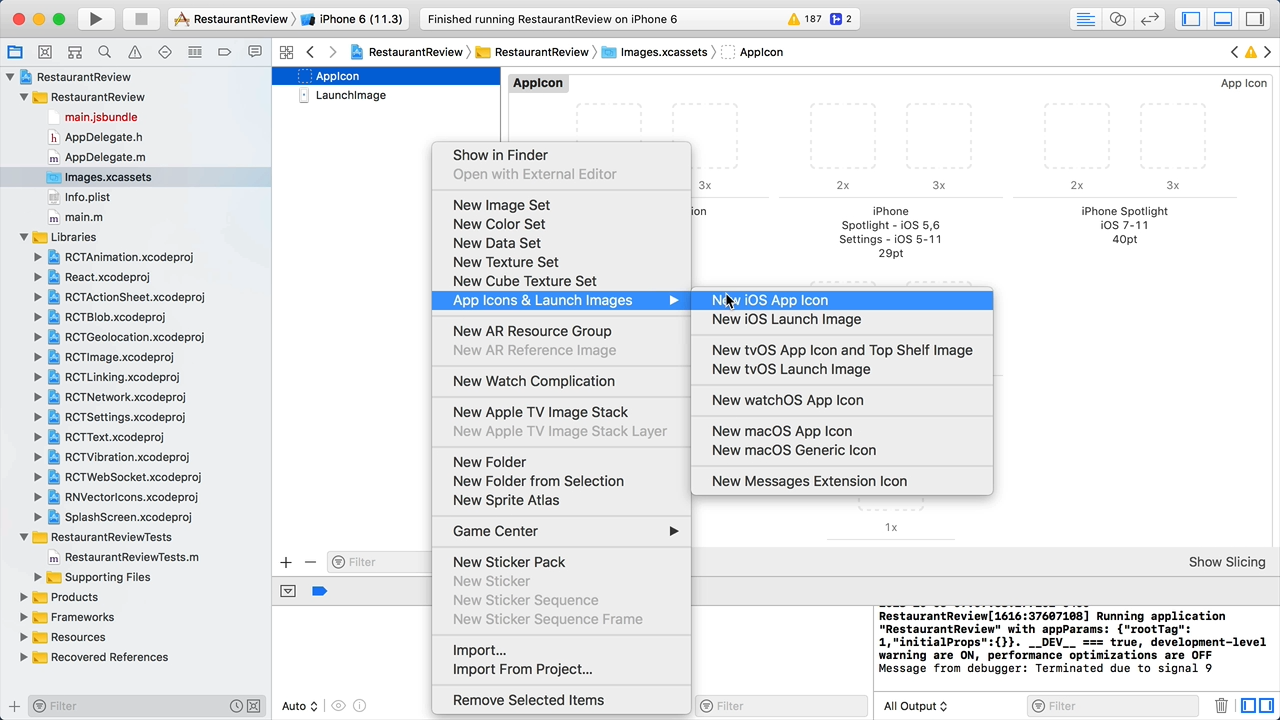 RestaurantReview
iPhone 6 (11.3)
Finished running RestaurantReview on iPhone 6
187
2
RestaurantReview
RestaurantReview
Images.xcassets
AppIcon
RestaurantReview
RestaurantReview
main.jsbundle
AppDelegate.h
AppDelegate.m
Images.xcassets
Info.plist
main.m
Libraries
RCTAnimation.xcodeproj
React.xcodeproj
RCTActionSheet.xcodeproj
RCTBlob.xcodeproj
RCTGeolocation.xcodeproj
RCTImage.xcodeproj
RCTLinking.xcodeproj
RCTNetwork.xcodeproj
RCTSettings.xcodeproj
RCTText.xcodeproj
RCTVibration.xcodeproj
RCTWebSocket.xcodeproj
RNVectorIcons.xcodeproj
SplashScreen.xcodeproj
RestaurantReviewTests
RestaurantReviewTests.m
Supporting Files
Products
Frameworks
Resources
Recovered References
Filter
AppIcon
LaunchImage
Filter
AppIcon
App Icon
3x
2x
3x
2x
3x
ion
iPhone
Spotlight - iOS 5,6
Settings - iOS 5-11
29pt
iPhone Spotlight
iOS 7-11
40pt
1x
Show Slicing
Show in Finder
Open with External Editor
New Image Set
New Color Set
New Data Set
New Texture Set
New Cube Texture Set
App Icons & Launch Images
New AR Resource Group
New AR Reference Image
New Watch Complication
New Apple TV Image Stack
New Apple TV Image Stack Layer
New Folder
New Folder from Selection
New Sprite Atlas
Game Center
New Sticker Pack
New Sticker
New Sticker Sequence
New Sticker Sequence Frame
Import...
Import From Project...
Remove Selected Items
New iOS App Icon
New iOS Launch Image
New tvOS App Icon and Top Shelf Image
New tvOS Launch Image
New watchOS App Icon
New macOS App Icon
New macOS Generic Icon
New Messages Extension Icon
Auto
Filter
RestaurantReview[1616:37607108] Running application
"RestaurantReview" with appParams: {"rootTag":
1,"initialProps":{}}. __DEV__ === true, development-level
warning are ON, performance optimizations are OFF
Message from debugger: Terminated due to signal 9
All Output
Filter